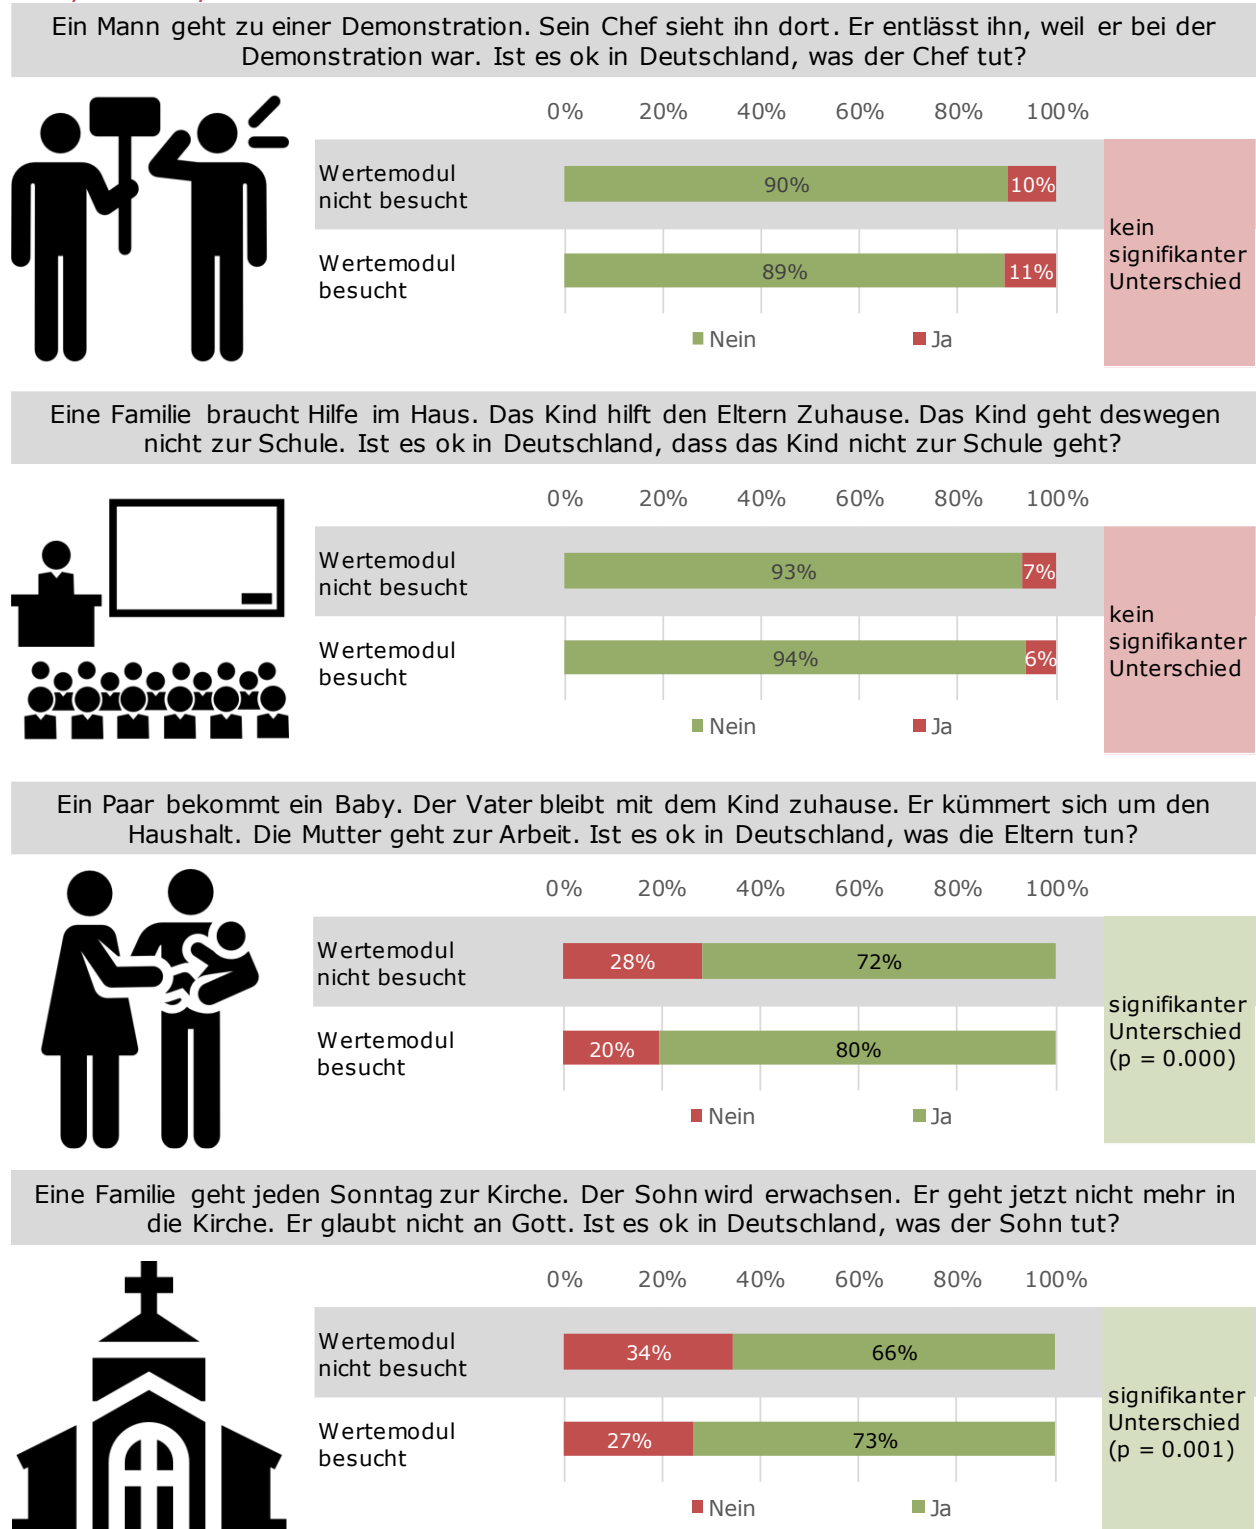 Ein Mann geht zu einer Demonstration. Sein Chef sieht ihn dort. Er entlässt ihn, weil er bei der
Demonstration war. Ist es ok in Deutschland, was der Chef tut?
0% 20% 40% 60% 80% 100%
Wertemodul
nicht besucht
90% 10%
Wertemodul
besucht
89% 11%
kein
signifikanter
Unterschied
Nein Ja
Eine Familie braucht Hilfe im Haus. Das Kind hilft den Eltern Zuhause. Das Kind geht deswegen
nicht zur Schule. Ist es ok in Deutschland, dass das Kind nicht zur Schule geht?
0% 20% 40% 60% 80% 100%
Wertemodul
nicht besucht
93% 7%
Wertemodul
besucht
94% 6%
kein
signifikanter
Unterschied
Nein Ja
Ein Paar bekommt ein Baby. Der Vater bleibt mit dem Kind zuhause. Er kümmert sich um den
Haushalt. Die Mutter geht zur Arbeit. Ist es ok in Deutschland, was die Eltern tun?
0% 20% 40% 60% 80% 100%
Wertemodul
nicht besucht
28% 72%
Wertemodul
besucht
20% 80%
signifikanter
Unterschied
(p = 0.000)
Nein Ja
Eine Familie geht jeden Sonntag zur Kirche. Der Sohn wird erwachsen. Er geht jetzt nicht mehr in
die Kirche. Er glaubt nicht an Gott. Ist es ok in Deutschland, was der Sohn tut?
0% 20% 40% 60% 80% 100%
Wertemodul
nicht besucht
34% 66%
Wertemodul
besucht
27% 73%
signifikanter
Unterschied
(p = 0.001)
Nein Ja